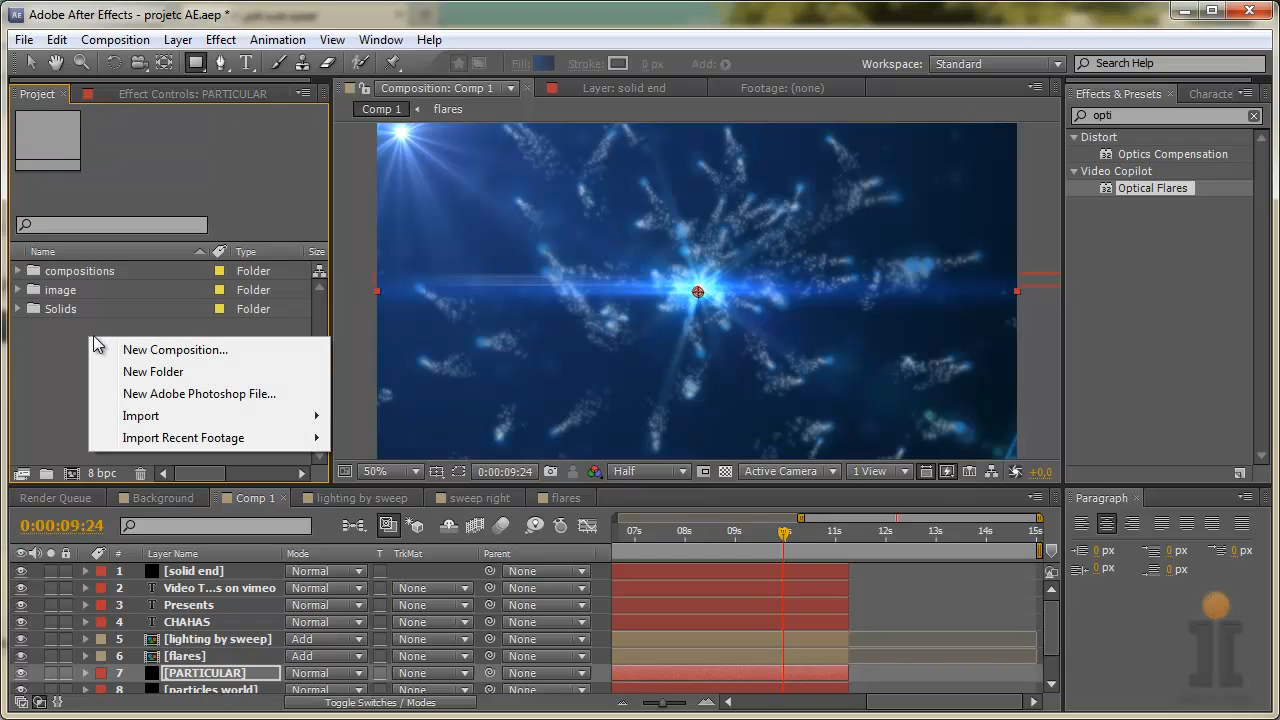 Adobe After Effects - projetc AE.aep *
File Edit Composition Layer Effect Animation View Window Help
Fill: Stroke: 0 px Add: Workspace: Standard Search Help
Project Effect Controls: PARTICULAR
Composition: Comp 1 Layer: solid end Footage: (none)
Effects & Presets Characte
Comp 1 flares
opti
Distort
Optics Compensation
Video Copilot
Optical Flares
Name Type Size
compositions Folder
image Folder
Solids Folder
New Composition...
New Folder
New Adobe Photoshop File...
Import
Import Recent Footage
8 bpc
50% 0:00:09:24 Half Active Camera 1 View +0,0
Render Queue Background Comp 1 lighting by sweep sweep right flares
Paragraph
0:00:09:24
07s 08s 09s 10s 11s 12s 13s 14s 15s
# Layer Name Mode T TrkMat Parent
1 [solid end] Normal None
2 Video T...s on vimeo Normal None None
3 Presents Normal None None
4 CHAHAS Normal None None
5 [lighting by sweep] Add None None
6 [flares] Add None None
7 [PARTICULAR] Normal None None
8 [particles world] Normal None None
Toggle Switches / Modes
0 px 0 px 0 px
0 px 0 px